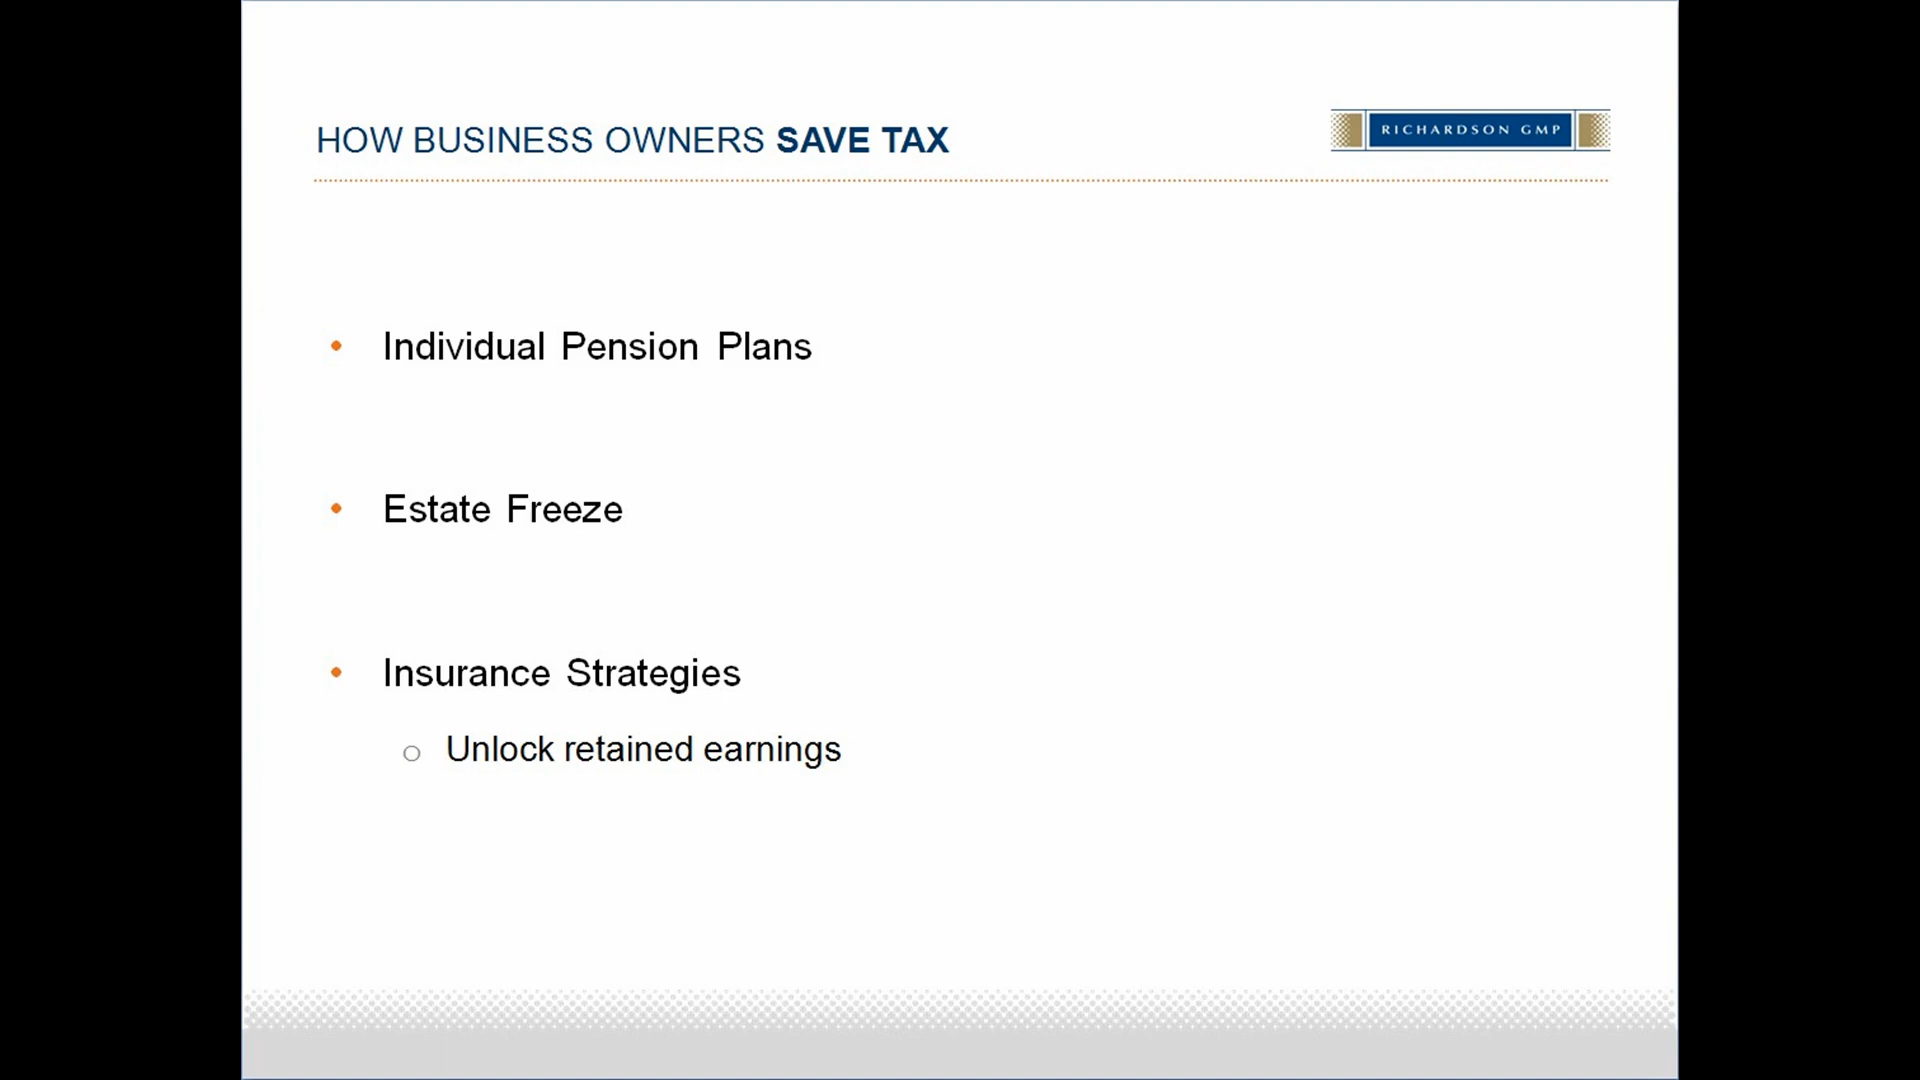 HOW BUSINESS OWNERS SAVE TAX
RICHARDSON GMP
• Individual Pension Plans
• Estate Freeze
• Insurance Strategies
○ Unlock retained earnings